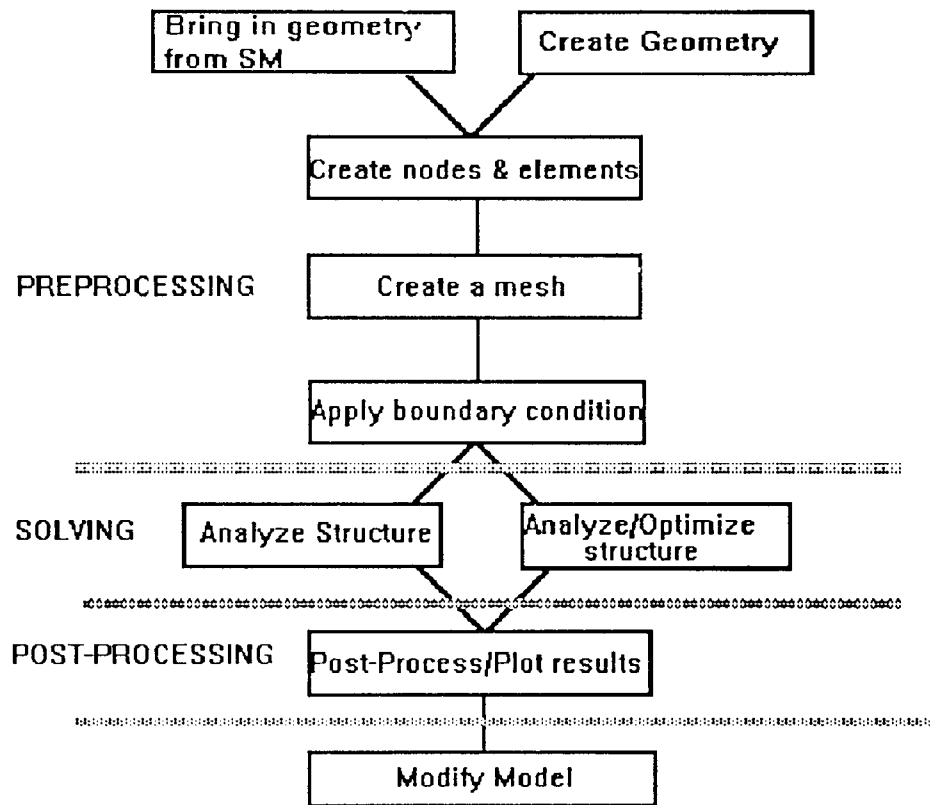 Bring in geometry
from SM
Create Geometry
Create nodes & elements
PREPROCESSING
Create a mesh
Apply boundary condition
SOLVING
Analyze Structure
Analyze/Optimize
structure
POST-PROCESSING
Post-Process/Plot results
Modify Model